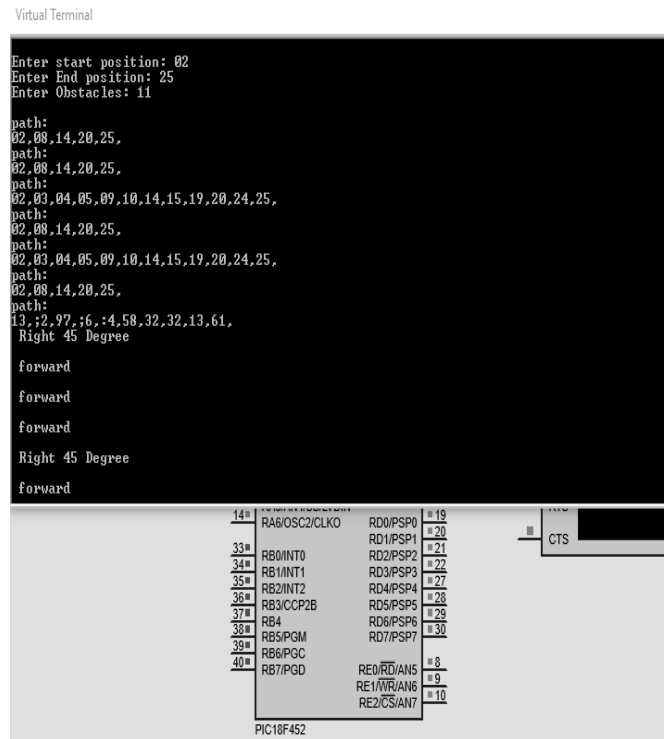 Virtual Terminal
Enter start position: 02
Enter End position: 25
Enter Obstacles: 11
path:
02,08,14,20,25,
path:
02,08,14,20,25,
path:
02,03,04,05,09,10,14,15,19,20,24,25,
path:
02,08,14,20,25,
path:
02,03,04,05,09,10,14,15,19,20,24,25,
path:
02,08,14,20,25,
path:
13,;2,97,;6,:4,58,32,32,13,61,
Right 45 Degree
forward
forward
forward
Right 45 Degree
forward
14 RA6/OSC2/CLKO RD0/PSP0 19
RD1/PSP1 20
33 RB0/INT0 RD2/PSP2 21
34 RB1/INT1 RD3/PSP3 22
35 RB2/INT2 RD4/PSP4 27
36 RB3/CCP2B RD5/PSP5 28
37 RB4 RD6/PSP6 29
38 RB5/PGM RD7/PSP7 30
39 RB6/PGC
40 RB7/PGD RE0/RD/AN5 8
RE1/WR/AN6 9
RE2/CS/AN7 10
PIC18F452
CTS